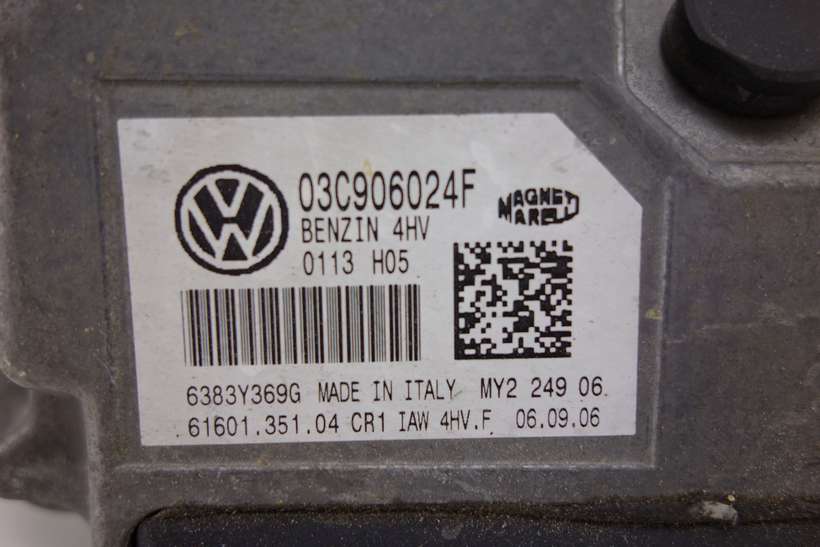 03C906024F
BENZIN 4HV
0113 H05
MAGNETI
MARELLI
6383Y369G MADE IN ITALY MY2 249 06
61601.351.04 CR1 IAW 4HV.F 06.09.06